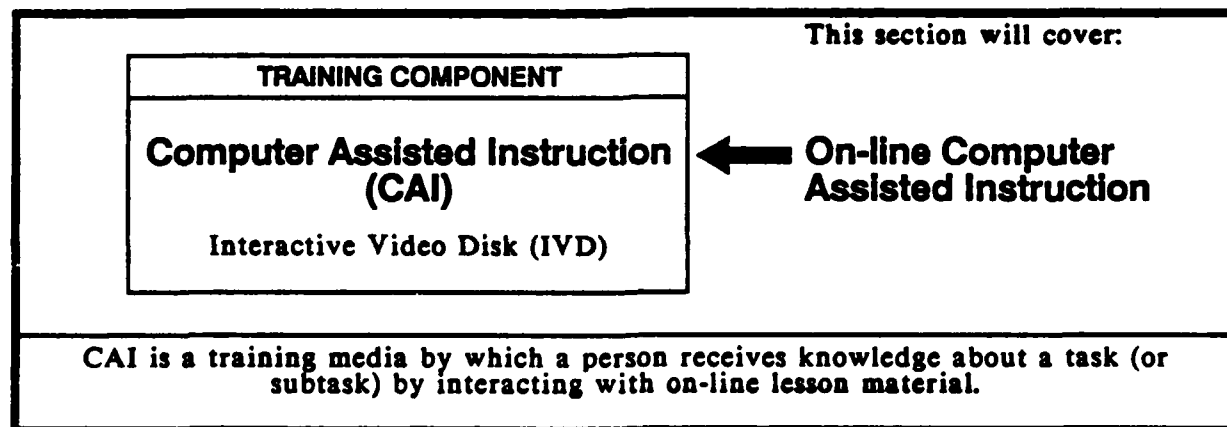 This section will cover:
TRAINING COMPONENT
Computer Assisted Instruction
(CAI)
Interactive Video Disk (IVD)
On-line Computer
Assisted Instruction
CAI is a training media by which a person receives knowledge about a task (or
subtask) by interacting with on-line lesson material.